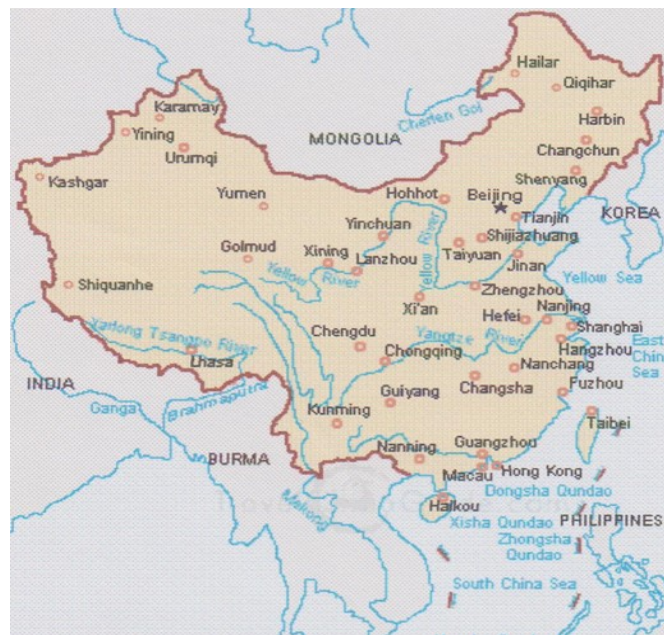 Hailar
Qiqihar
Karamay
Cherlen Gol
Harbin
Yining
MONGOLIA
Urumqi
Changchun
Kashgar
Shenyang
Yumen
Hohhot
Beijing
Tianjin
KOREA
Yinchuan
Shijiazhuang
Golmud
Xining
Taiyuan
Yellow River
Lanzhou
Jinan
Yellow
River
Yellow Sea
Shiquanhe
Zhengzhou
Xi'an
Hefei
Nanjing
Yarlong Tsangpo River
Chengdu
Yangtze River
Shanghai
Lhasa
Chongqing
Hangzhou
East
China
Sea
Nanchang
INDIA
Brahmaputra
Changsha
Fuzhou
Ganga
Guiyang
Kunming
Taibei
Guangzhou
BURMA
Nanning
Macau
Hong Kong
Mekong
Haikou
Dongsha Qundao
Xisha Qundao
PHILIPPINES
Zhongsha
Qundao
South China Sea